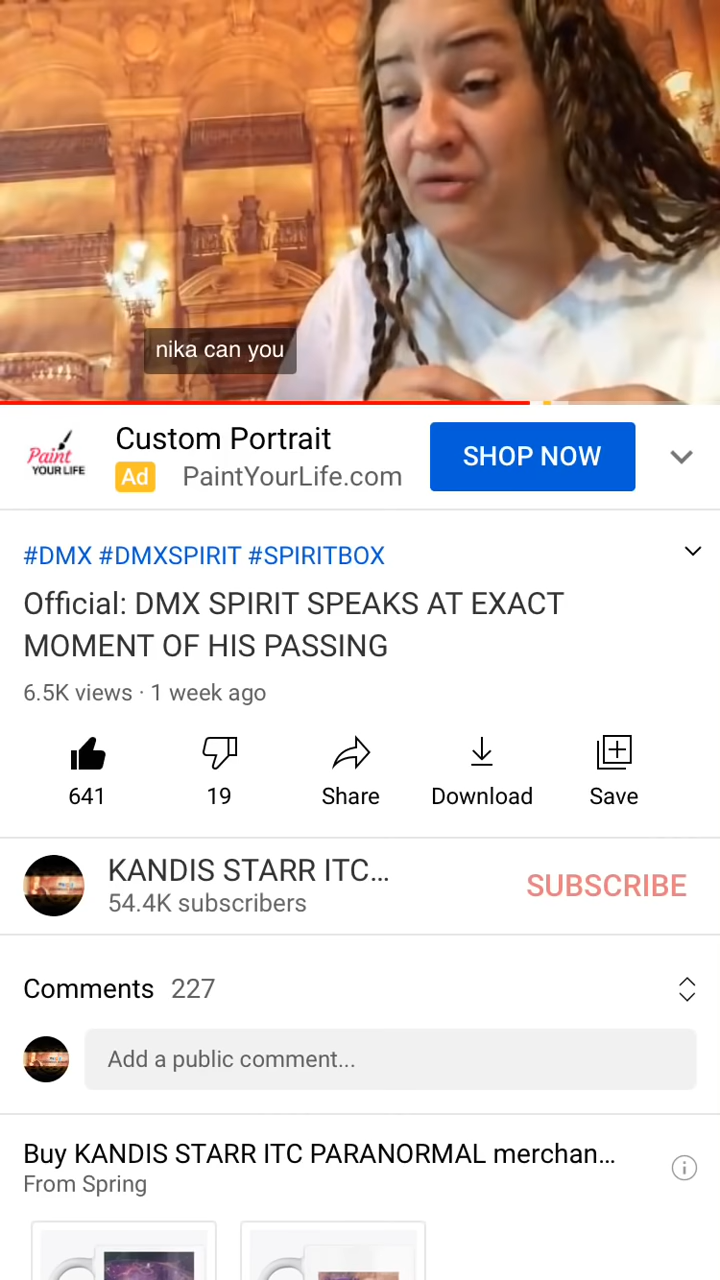 nika can you
Paint
YOUR LIFE
Custom Portrait
Ad PaintYourLife.com
SHOP NOW
#DMX #DMXSPIRIT #SPIRITBOX
Official: DMX SPIRIT SPEAKS AT EXACT
MOMENT OF HIS PASSING
6.5K views · 1 week ago
641
19
Share
Download
Save
KANDIS STARR ITC...
54.4K subscribers
SUBSCRIBE
Comments 227
Add a public comment...
Buy KANDIS STARR ITC PARANORMAL merchan...
From Spring